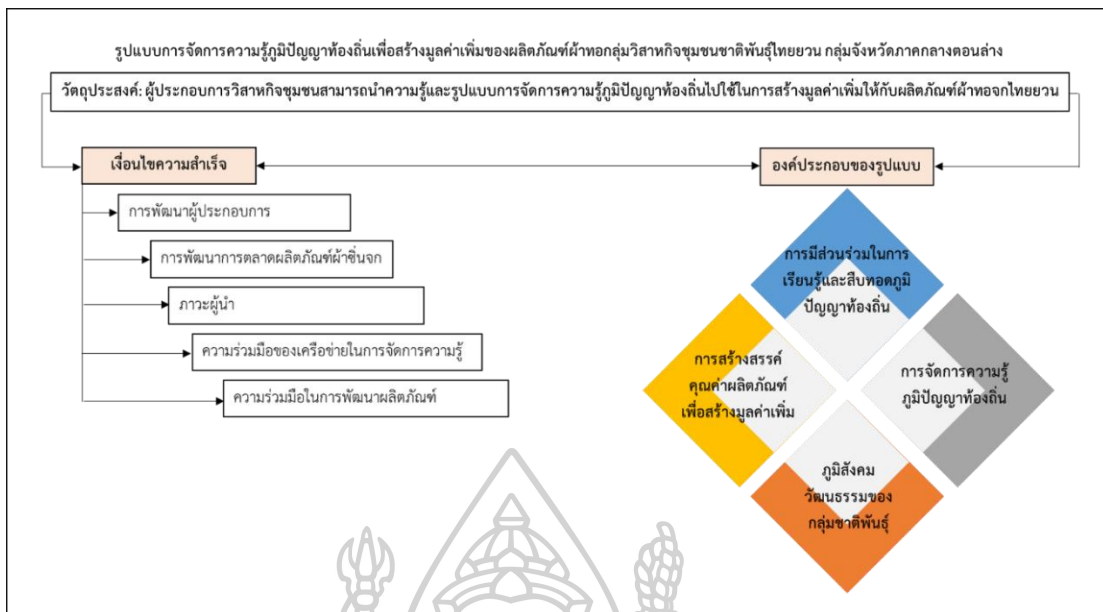 รูปแบบการจัดการความรู้ภูมิปัญญาท้องถิ่นเพื่อสร้างมูลค่าเพิ่มของผลิตภัณฑ์ผ้าทอกลุ่มวิสาหกิจชุมชนชาติพันธุ์ไทยยวน กลุ่มจังหวัดภาคกลางตอนล่าง
วัตถุประสงค์: ผู้ประกอบการวิสาหกิจชุมชนสามารถนำความรู้และรูปแบบการจัดการความรู้ภูมิปัญญาท้องถิ่นไปใช้ในการสร้างมูลค่าเพิ่มให้กับผลิตภัณฑ์ผ้าทอจกไทยยวน
เงื่อนไขความสำเร็จ
การพัฒนาผู้ประกอบการ
การพัฒนาการตลาดผลิตภัณฑ์ผ้าซิ่นจก
ภาวะผู้นำ
ความร่วมมือของเครือข่ายในการจัดการความรู้
ความร่วมมือในการพัฒนาผลิตภัณฑ์
องค์ประกอบของรูปแบบ
การมีส่วนร่วมในการ
เรียนรู้และสืบทอดภูมิ
ปัญญาท้องถิ่น
การสร้างสรรค์
คุณค่าผลิตภัณฑ์
เพื่อสร้างมูลค่าเพิ่ม
การจัดการความรู้
ภูมิปัญญาท้องถิ่น
ภูมิสังคม
วัฒนธรรมของ
กลุ่มชาติพันธุ์